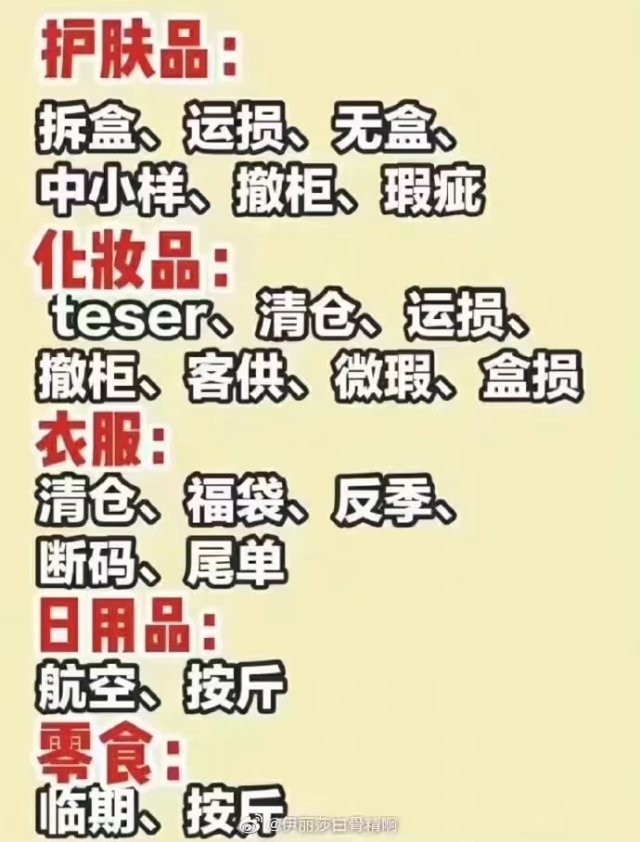 护肤品：
拆盒、运损、无盒、
中小样、撤柜、瑕疵
化妝品：
teser、清仓、运损、
撤柜、客供、微瑕、盒损
衣服：
清仓、福袋、反季、
断码、尾单
日用品：
航空、按斤
零食：
临期、按斤
@伊丽莎白骨精啊